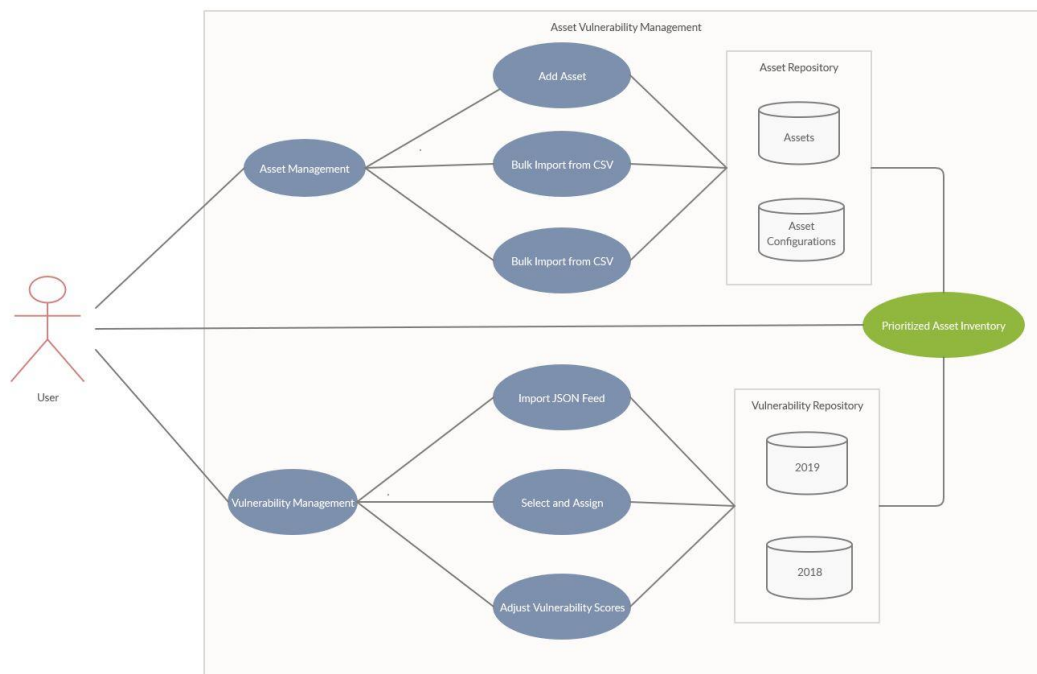 Asset Vulnerability Management
Add Asset
Asset Repository
Assets
Asset Management
Bulk Import from CSV
Asset
Configurations
Bulk Import from CSV
Prioritized Asset Inventory
User
Import JSON Feed
Vulnerability Repository
2019
Vulnerability Management
Select and Assign
2018
Adjust Vulnerability Scores